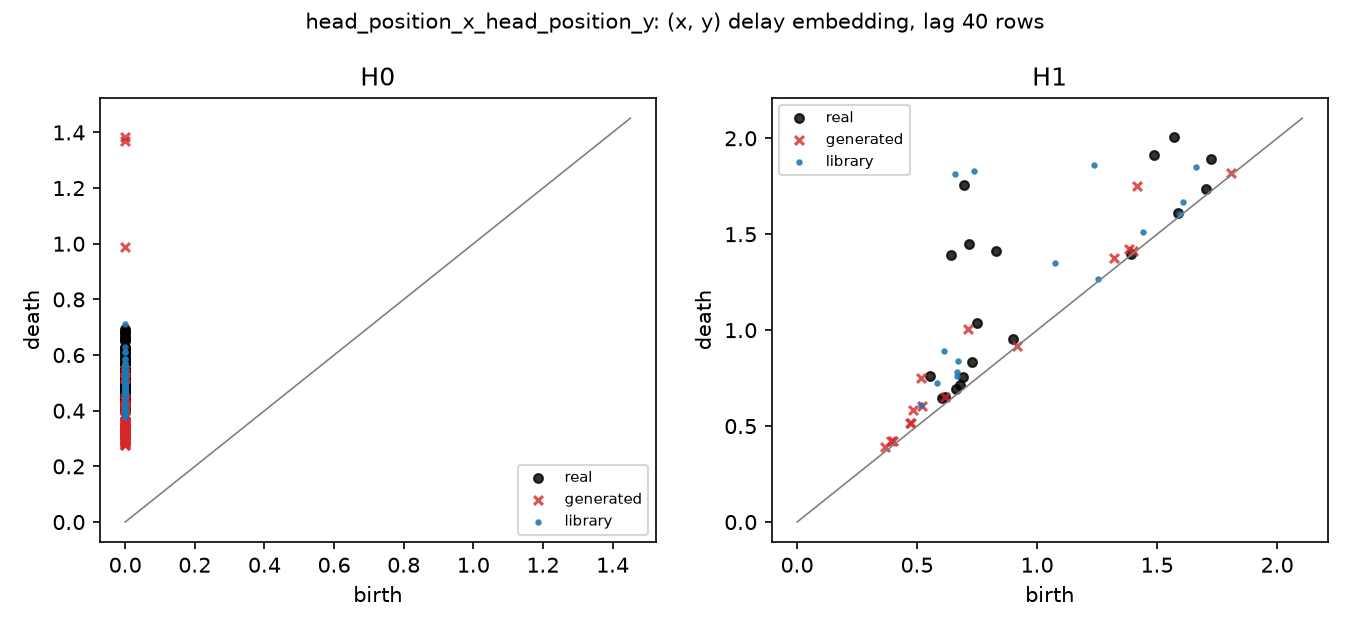 head_position_x_head_position_y: (x, y) delay embedding, lag 40 rows
H0
1.4
1.2
1.0
0.8
0.6
0.4
0.2
0.0
death
0.0 0.2 0.4 0.6 0.8 1.0 1.2 1.4
birth
real
generated
library
H1
real
generated
library
2.0
1.5
1.0
0.5
0.0
death
0.0 0.5 1.0 1.5 2.0
birth